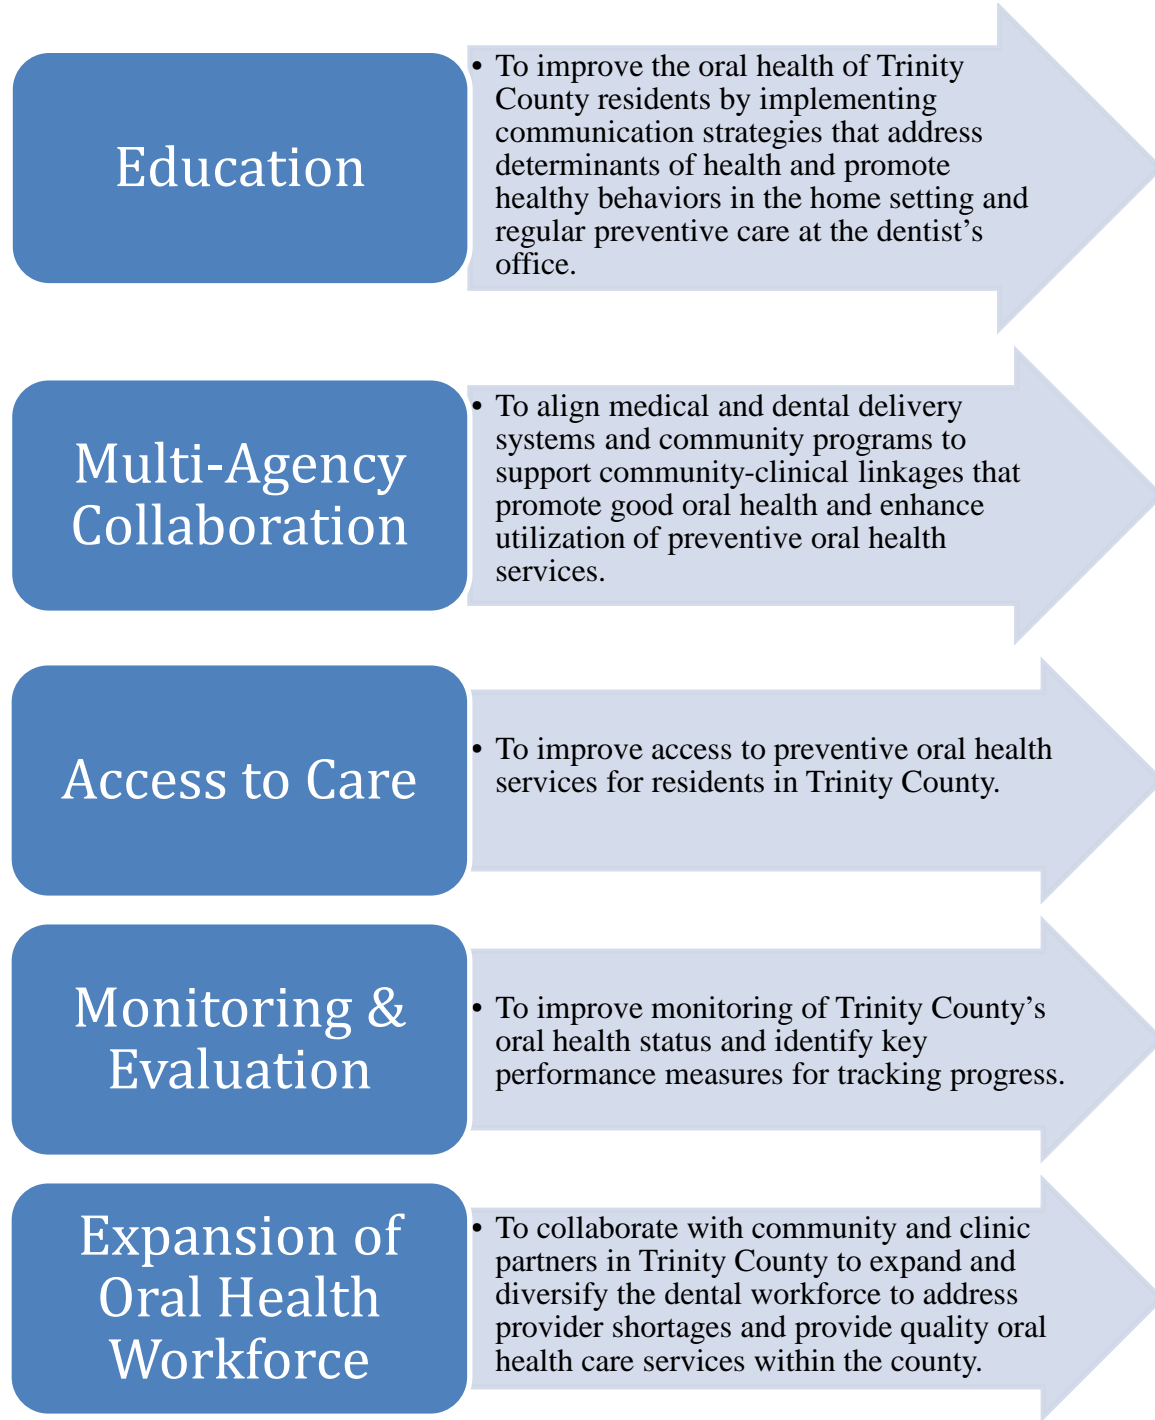 Education
• To improve the oral health of Trinity
County residents by implementing
communication strategies that address
determinants of health and promote
healthy behaviors in the home setting and
regular preventive care at the dentist’s
office.
Multi-Agency
Collaboration
• To align medical and dental delivery
systems and community programs to
support community-clinical linkages that
promote good oral health and enhance
utilization of preventive oral health
services.
Access to Care
• To improve access to preventive oral health
services for residents in Trinity County.
Monitoring &
Evaluation
• To improve monitoring of Trinity County’s
oral health status and identify key
performance measures for tracking progress.
Expansion of
Oral Health
Workforce
• To collaborate with community and clinic
partners in Trinity County to expand and
diversify the dental workforce to address
provider shortages and provide quality oral
health care services within the county.